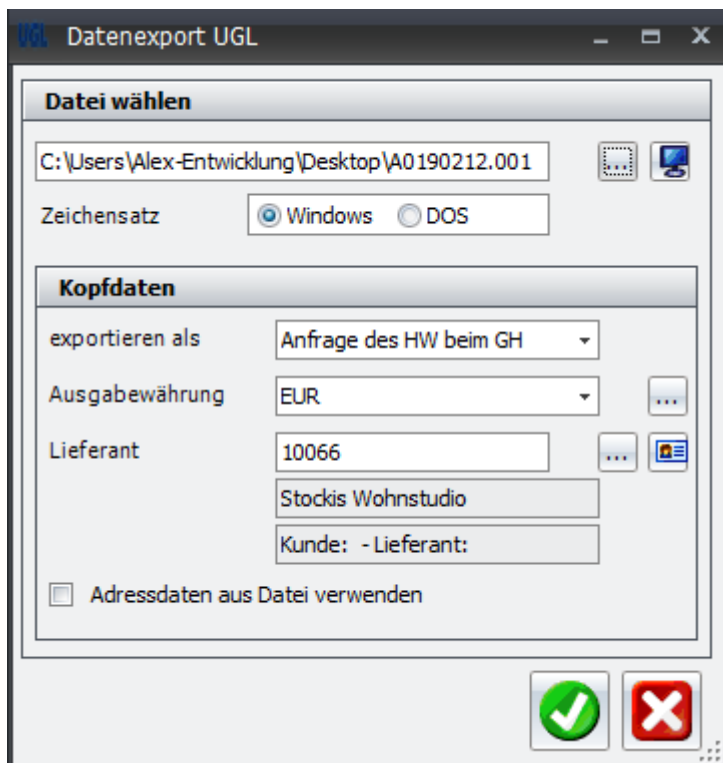 UGL Datenexport UGL
Datei wählen
C:\Users\Alex-Entwicklung\Desktop\A0190212.001 ...
Zeichensatz Windows DOS
Kopfdaten
exportieren als Anfrage des HW beim GH
Ausgabewährung EUR ...
Lieferant 10066 ...
Stockis Wohnstudio
Kunde: - Lieferant:
Adressdaten aus Datei verwenden